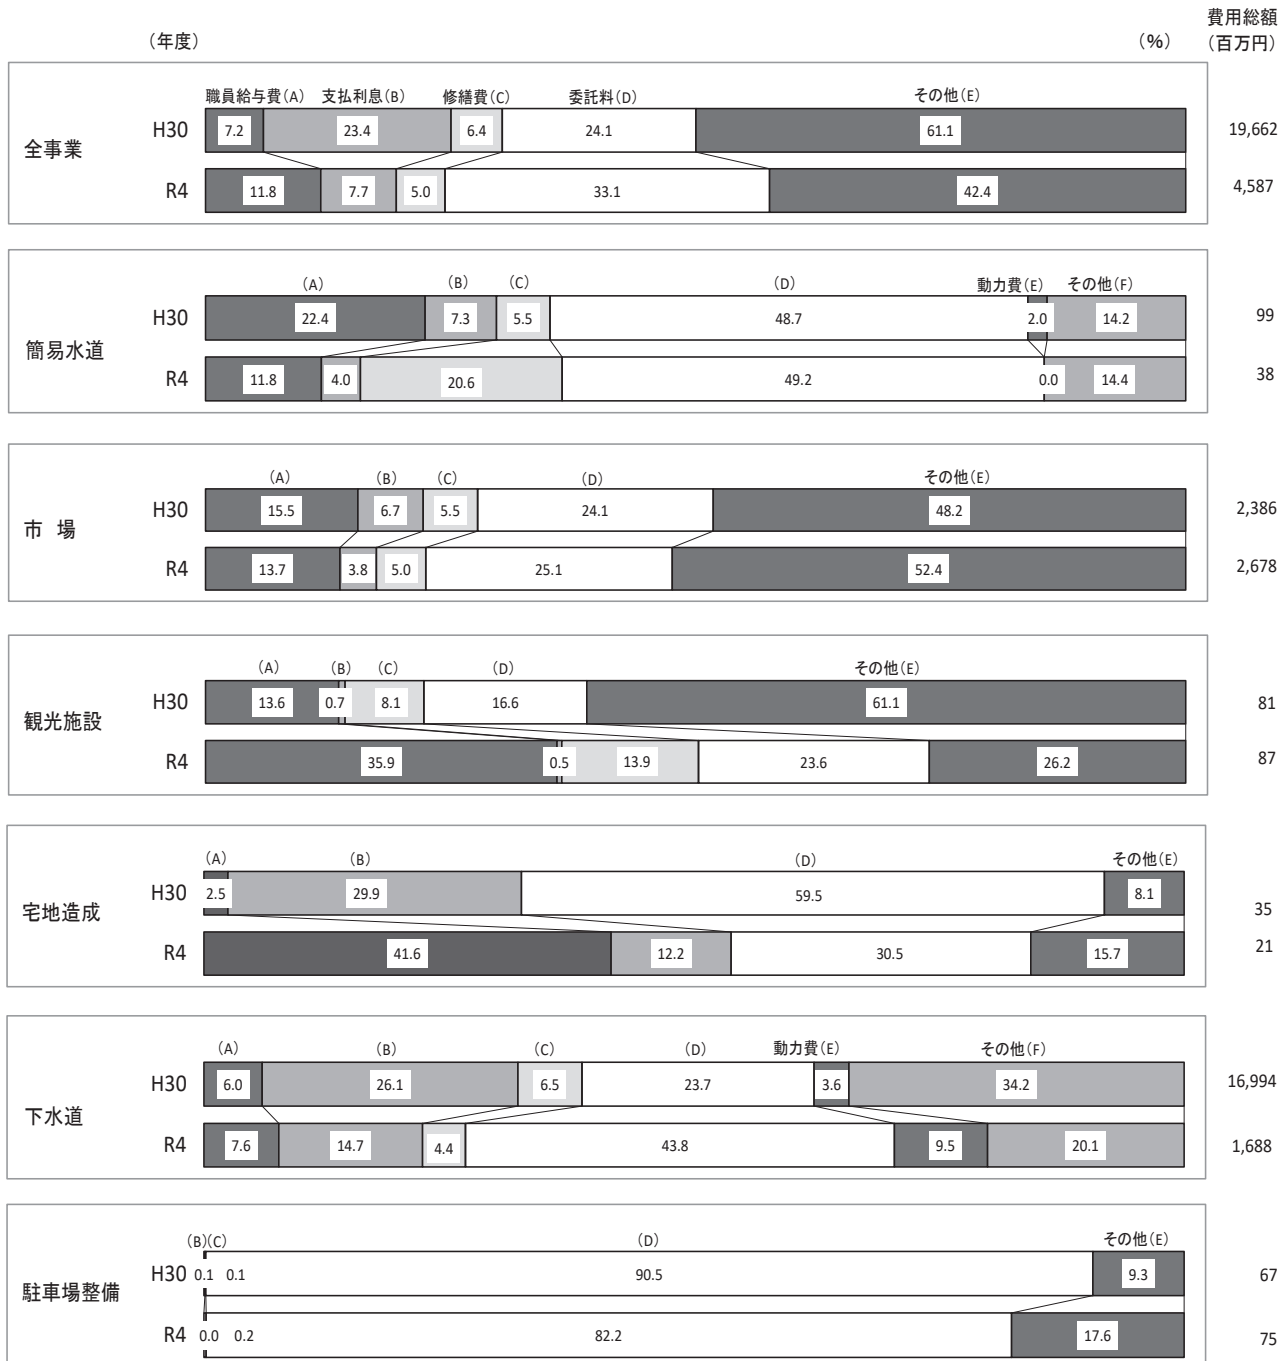 費用総額
（年度） （%） （百万円）
職員給与費（A） 支払利息（B） 修繕費（C） 委託料（D） その他（E）
全事業
H30 7.2 23.4 6.4 24.1 61.1 19,662
R4 11.8 7.7 5.0 33.1 42.4 4,587
（A） （B） （C） （D） 動力費（E） その他（F）
簡易水道
H30 22.4 7.3 5.5 48.7 2.0 14.2 99
R4 11.8 4.0 20.6 49.2 0.0 14.4 38
（A） （B） （C） （D） その他（E）
市 場
H30 15.5 6.7 5.5 24.1 48.2 2,386
R4 13.7 3.8 5.0 25.1 52.4 2,678
（A） （B） （C） （D） その他（E）
観光施設
H30 13.6 0.7 8.1 16.6 61.1 81
R4 35.9 0.5 13.9 23.6 26.2 87
（A） （B） （D） その他（E）
宅地造成
H30 2.5 29.9 59.5 8.1 35
R4 41.6 12.2 30.5 15.7 21
（A） （B） （C） （D） 動力費（E） その他（F）
下水道
H30 6.0 26.1 6.5 23.7 3.6 34.2 16,994
R4 7.6 14.7 4.4 43.8 9.5 20.1 1,688
（B）（C） （D） その他（E）
駐車場整備
H30 0.1 0.1 90.5 9.3 67
R4 0.0 0.2 82.2 17.6 75